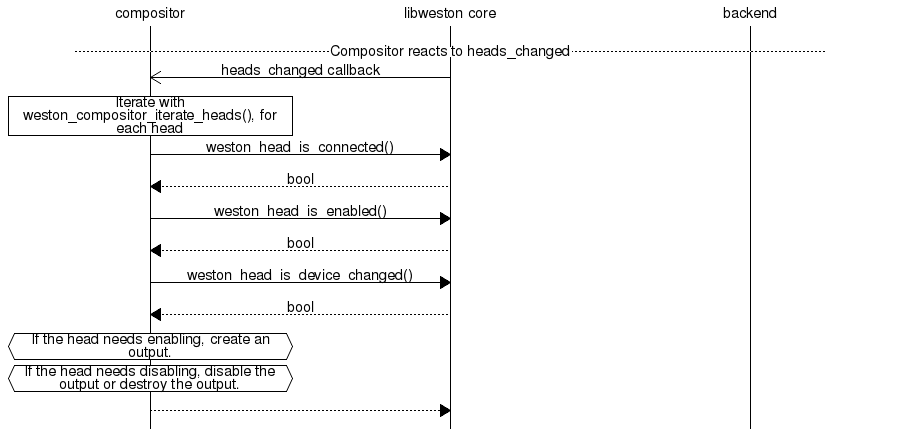 compositor
libweston core
backend
Compositor reacts to heads_changed
heads_changed callback
Iterate with
weston_compositor_iterate_heads(), for
each head
weston_head_is_connected()
bool
weston_head_is_enabled()
bool
weston_head_is_device_changed()
bool
If the head needs enabling, create an
output.
If the head needs disabling, disable the
output or destroy the output.